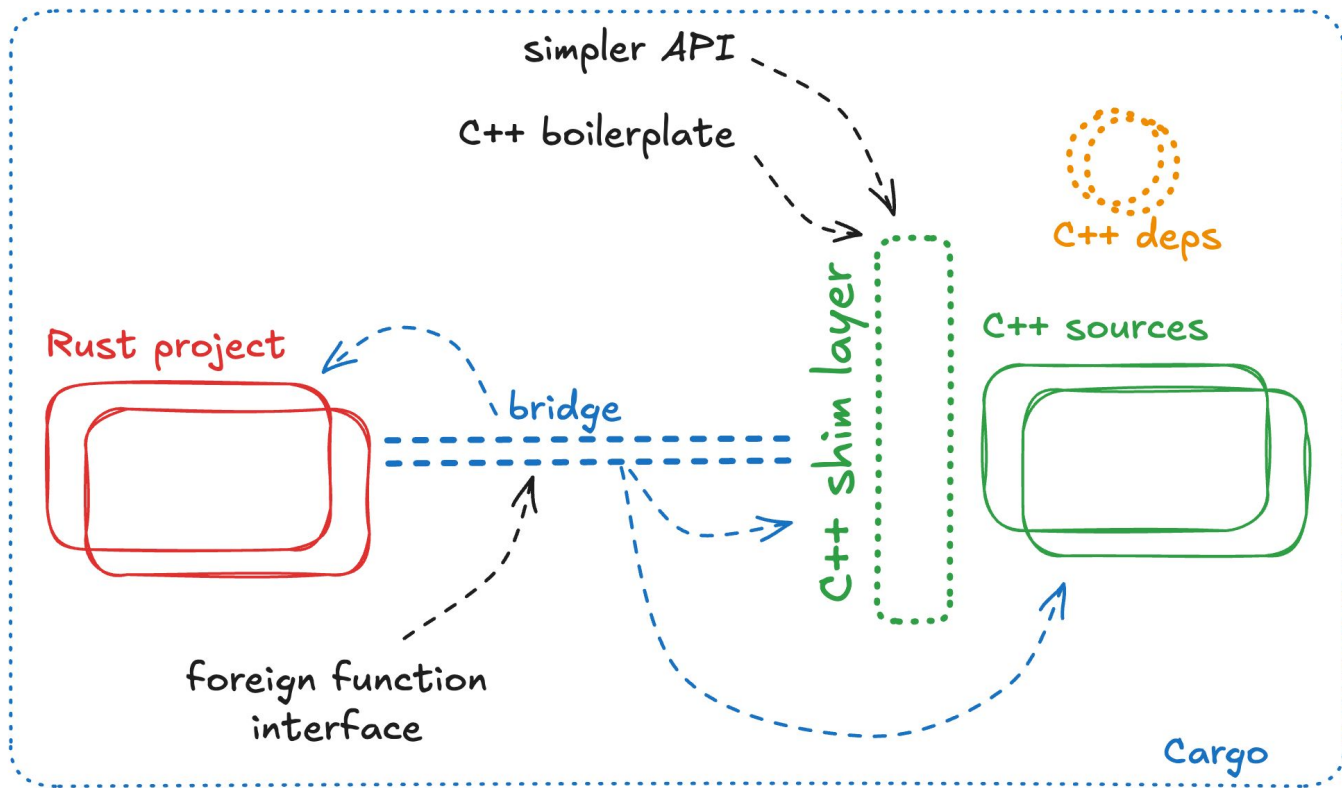 simpler API
C++ boilerplate
C++ deps
C++ sources
Rust project
bridge
C++ shim layer
foreign function
interface
Cargo